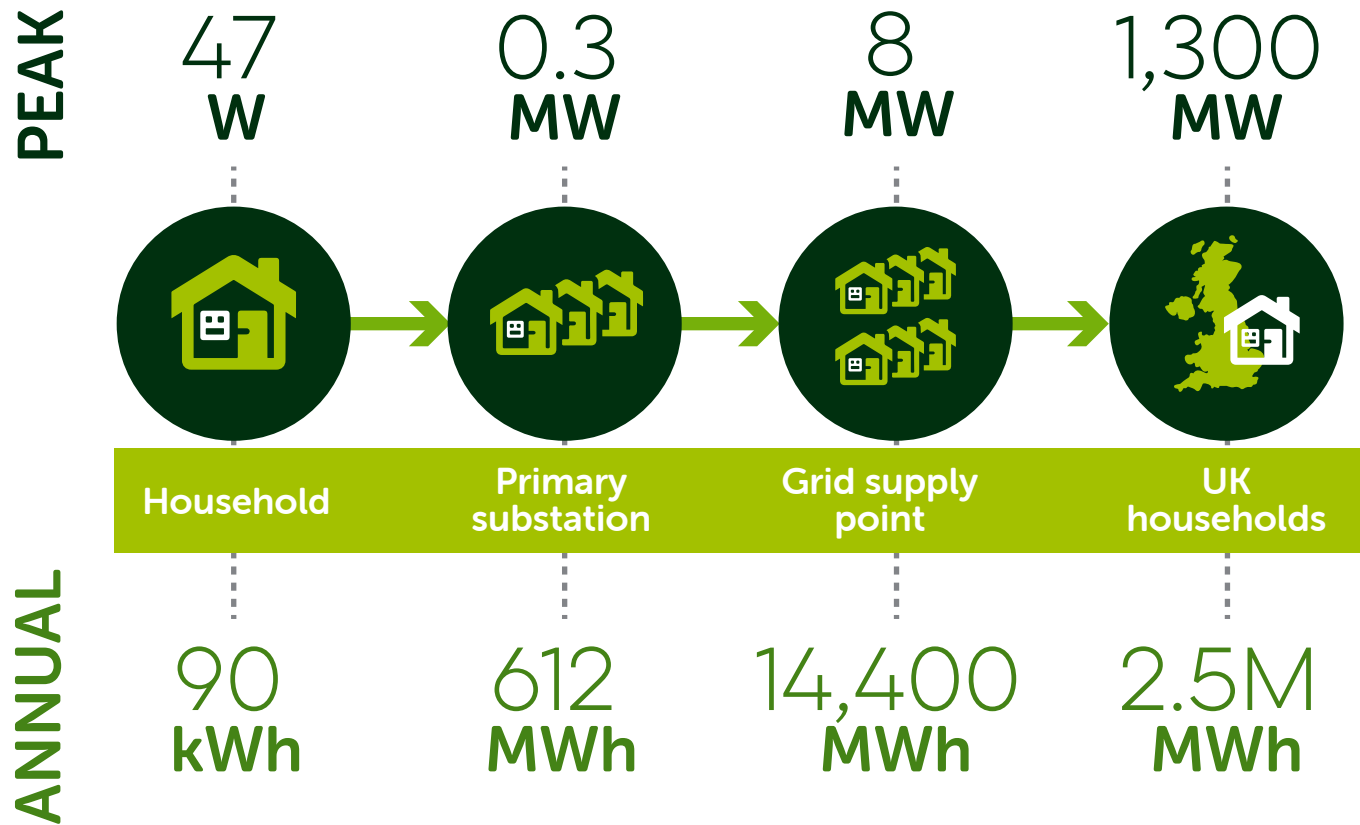 PEAK
47
W
0.3
MW
8
MW
1,300
MW
Household
Primary
substation
Grid supply
point
UK
households
ANNUAL
90
kWh
612
MWh
14,400
MWh
2.5M
MWh